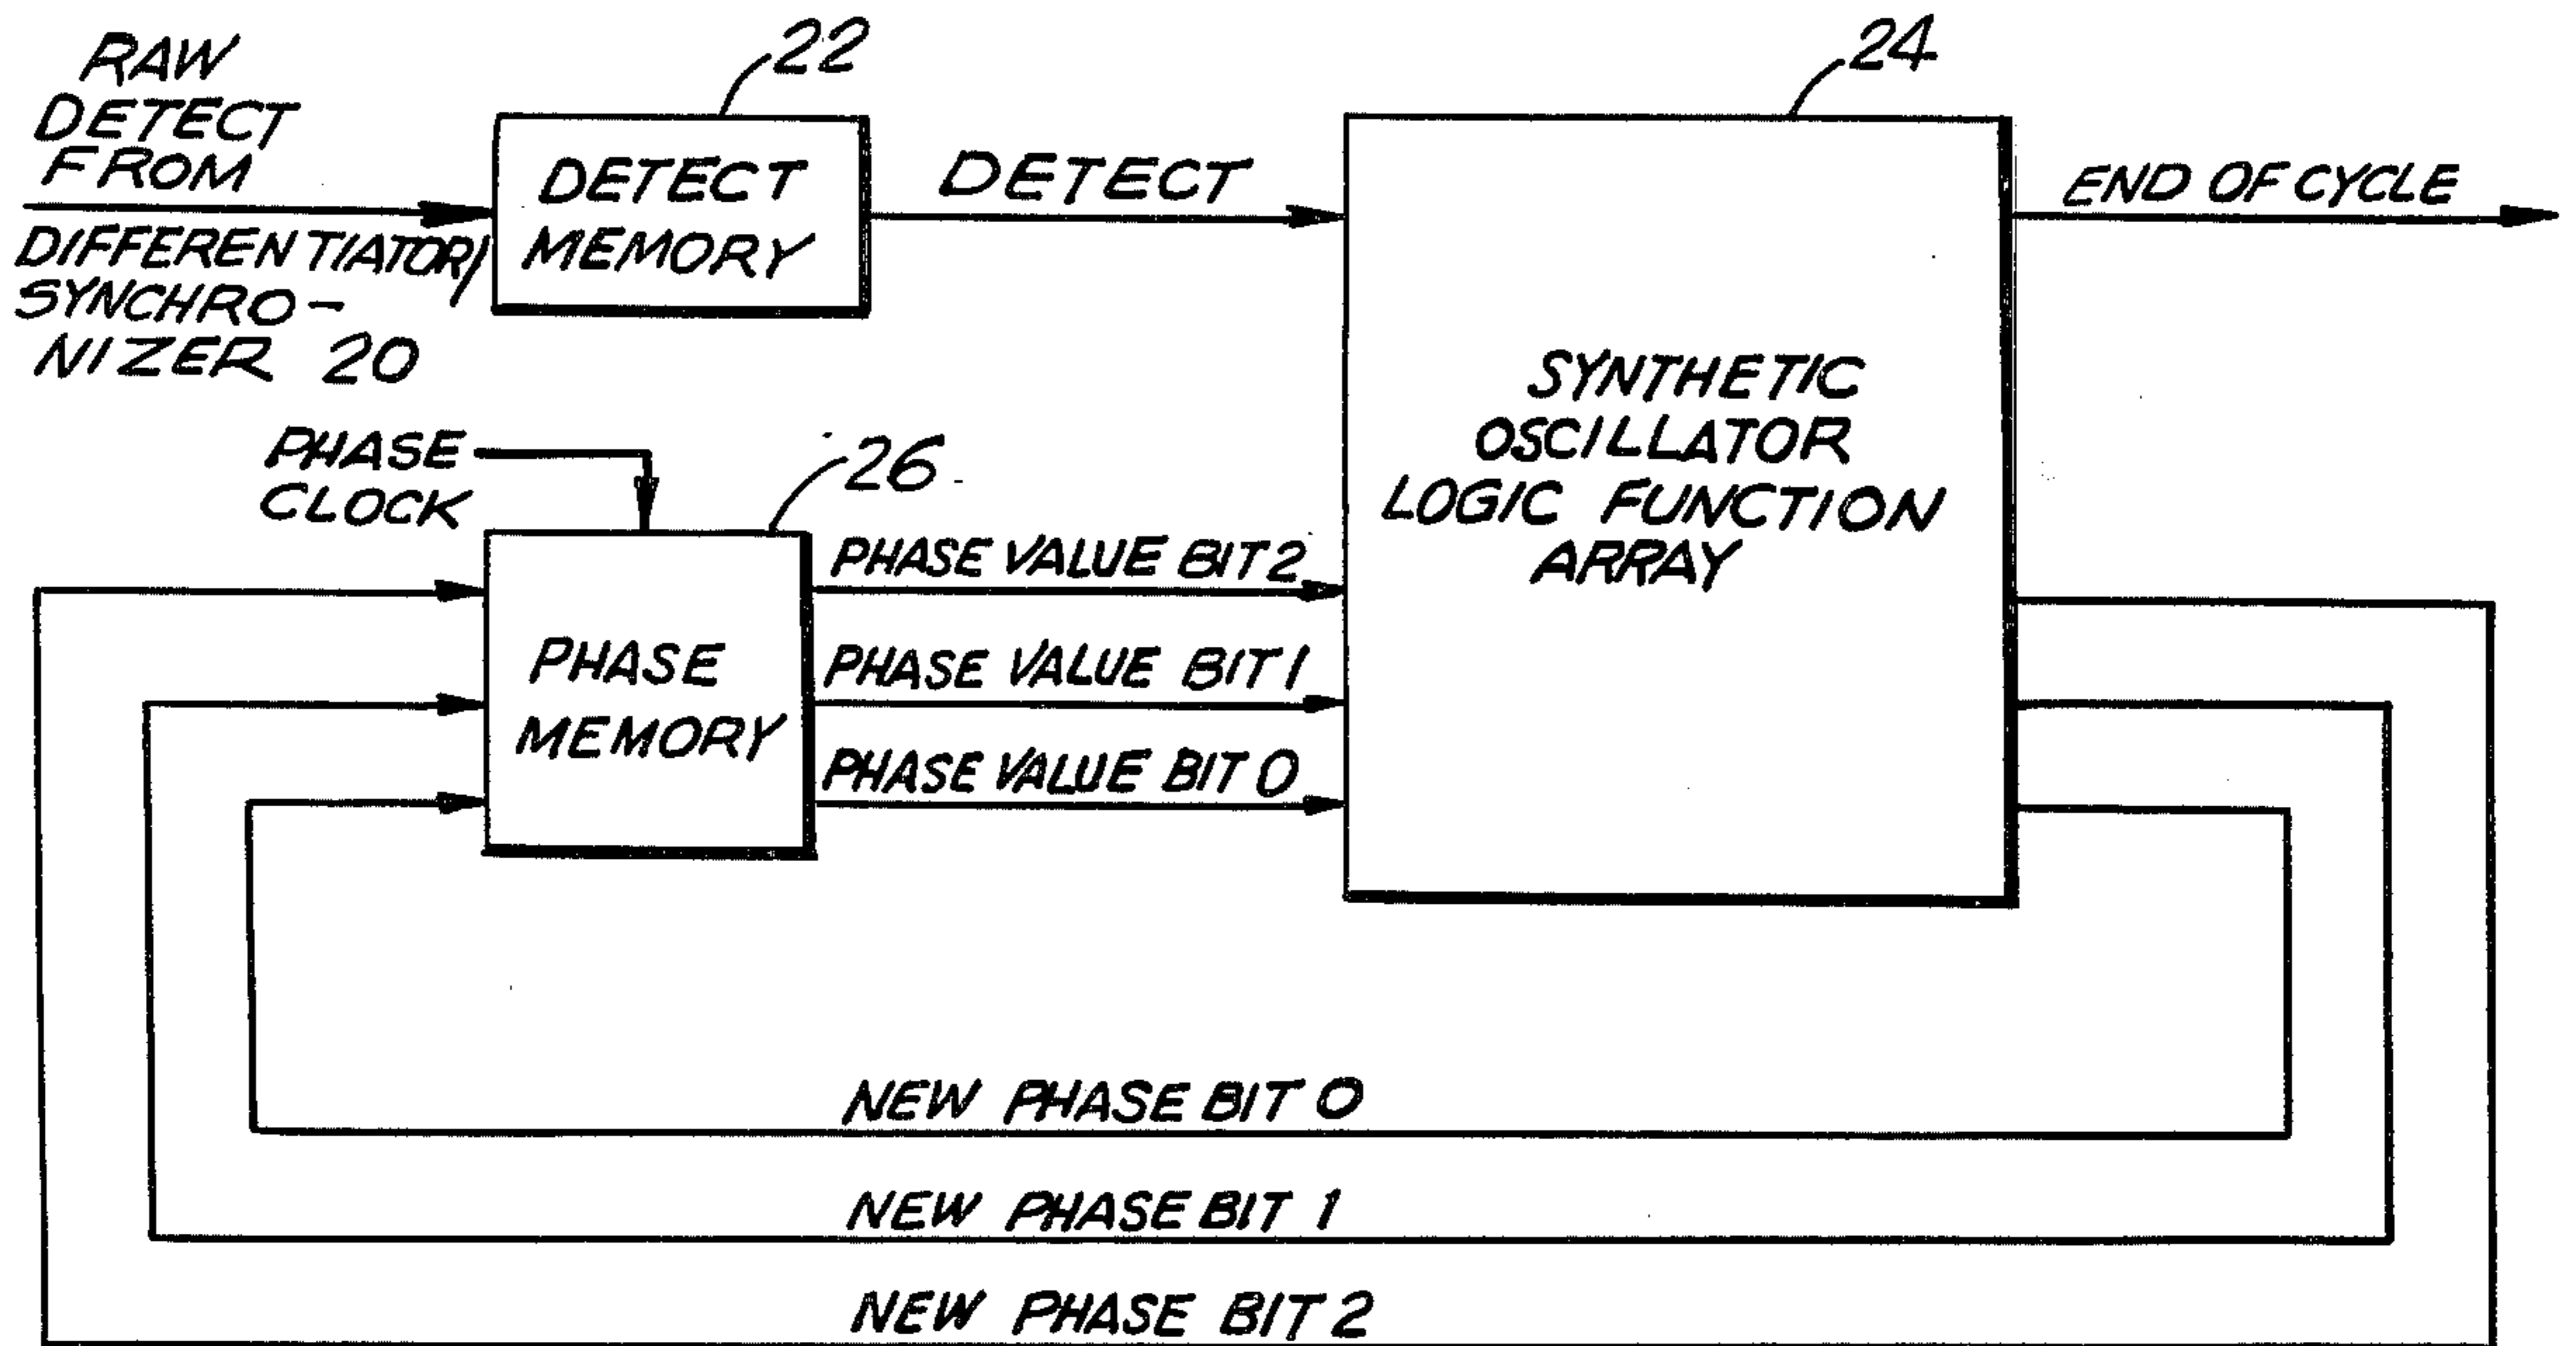 RAW
DETECT
FROM
DIFFERENTIATOR/
SYNCHRO-
NIZER 20
22
DETECT
MEMORY
DETECT
24
END OF CYCLE
SYNTHETIC
OSCILLATOR
LOGIC FUNCTION
ARRAY
PHASE
CLOCK
26
PHASE
MEMORY
PHASE VALUE BIT 2
PHASE VALUE BIT 1
PHASE VALUE BIT 0
NEW PHASE BIT 0
NEW PHASE BIT 1
NEW PHASE BIT 2